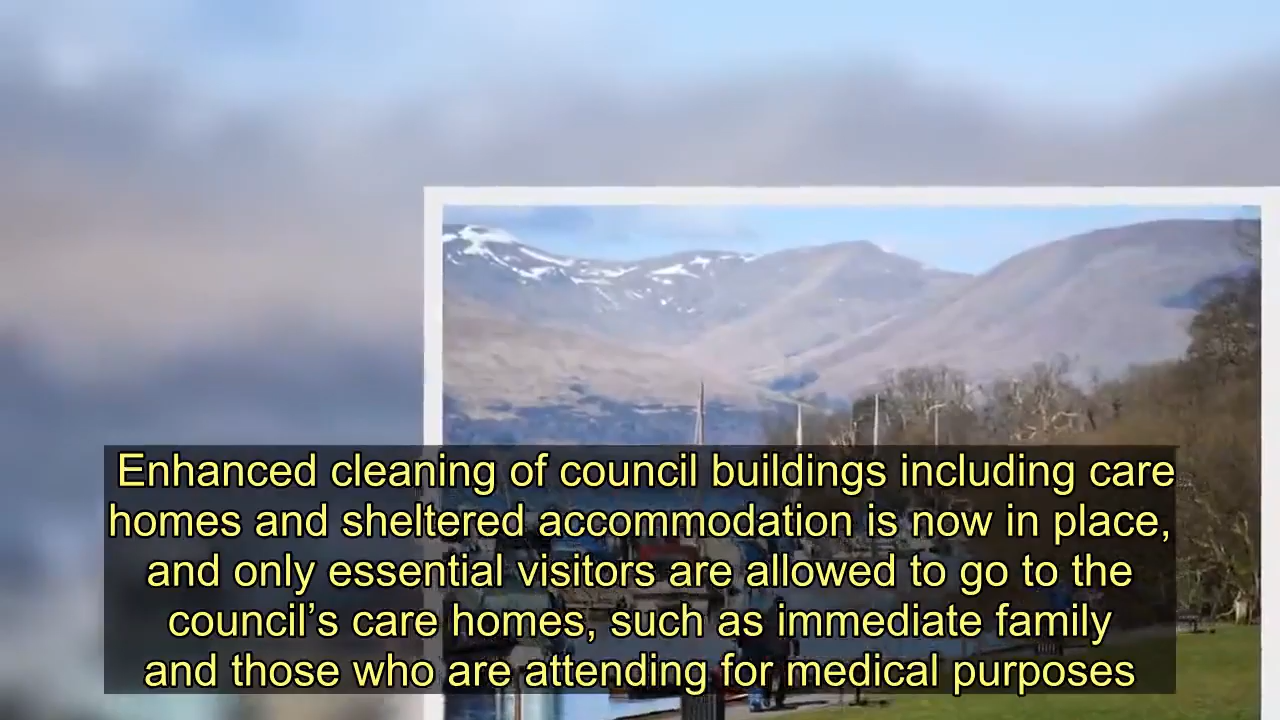 Enhanced cleaning of council buildings including care
homes and sheltered accommodation is now in place,
and only essential visitors are allowed to go to the
council’s care homes, such as immediate family
and those who are attending for medical purposes